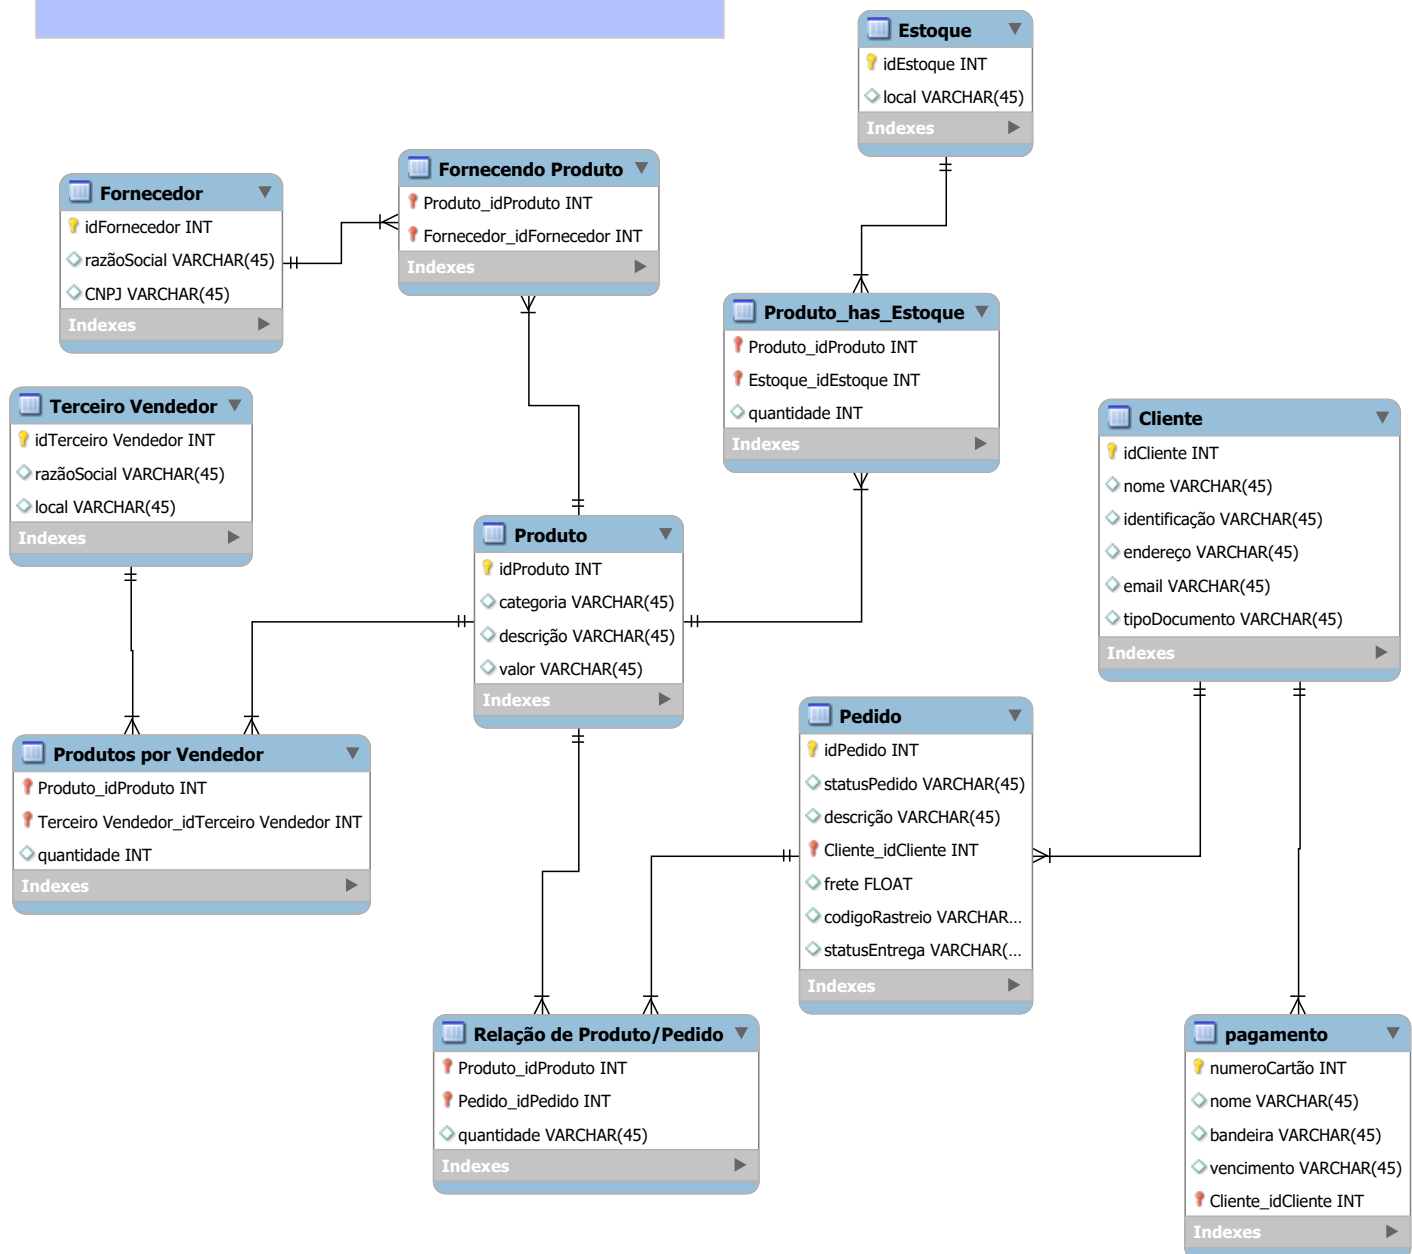 Estoque
idEstoque INT
local VARCHAR(45)
Indexes
Fornecendo Produto
Produto_idProduto INT
Fornecedor_idFornecedor INT
Indexes
Fornecedor
idFornecedor INT
razãoSocial VARCHAR(45)
CNPJ VARCHAR(45)
Indexes
Produto_has_Estoque
Produto_idProduto INT
Estoque_idEstoque INT
quantidade INT
Indexes
Terceiro Vendedor
idTerceiro Vendedor INT
razãoSocial VARCHAR(45)
local VARCHAR(45)
Indexes
Cliente
idCliente INT
nome VARCHAR(45)
identificação VARCHAR(45)
endereço VARCHAR(45)
email VARCHAR(45)
tipoDocumento VARCHAR(45)
Indexes
Produto
idProduto INT
categoria VARCHAR(45)
descrição VARCHAR(45)
valor VARCHAR(45)
Indexes
Pedido
idPedido INT
statusPedido VARCHAR(45)
descrição VARCHAR(45)
Cliente_idCliente INT
frete FLOAT
codigoRastreio VARCHAR...
statusEntrega VARCHAR(...
Indexes
Produtos por Vendedor
Produto_idProduto INT
Terceiro Vendedor_idTerceiro Vendedor INT
quantidade INT
Indexes
Relação de Produto/Pedido
Produto_idProduto INT
Pedido_idPedido INT
quantidade VARCHAR(45)
Indexes
pagamento
numeroCartão INT
nome VARCHAR(45)
bandeira VARCHAR(45)
vencimento VARCHAR(45)
Cliente_idCliente INT
Indexes